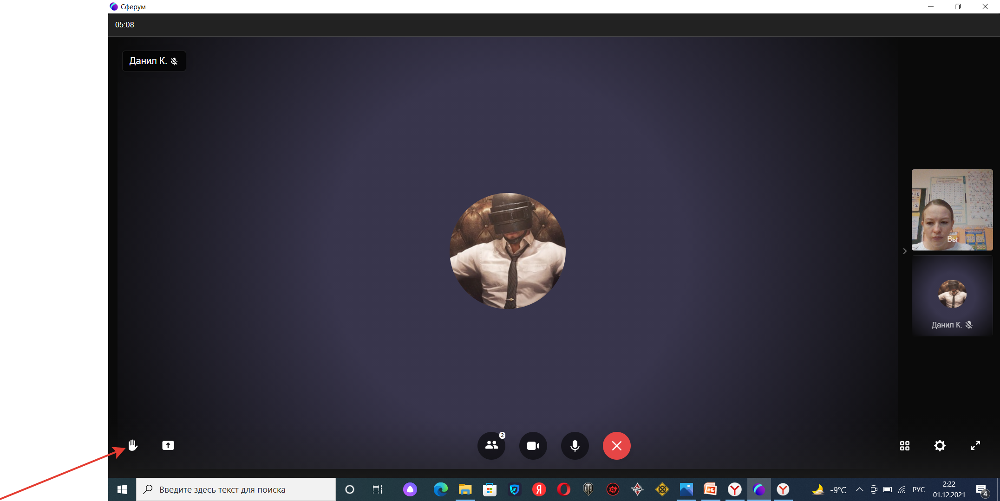 Сферум
05:08
Данил К.
Вы
Данил К.
2
Введите здесь текст для поиска
-9°C
РУС
2:22
01.12.2021
4